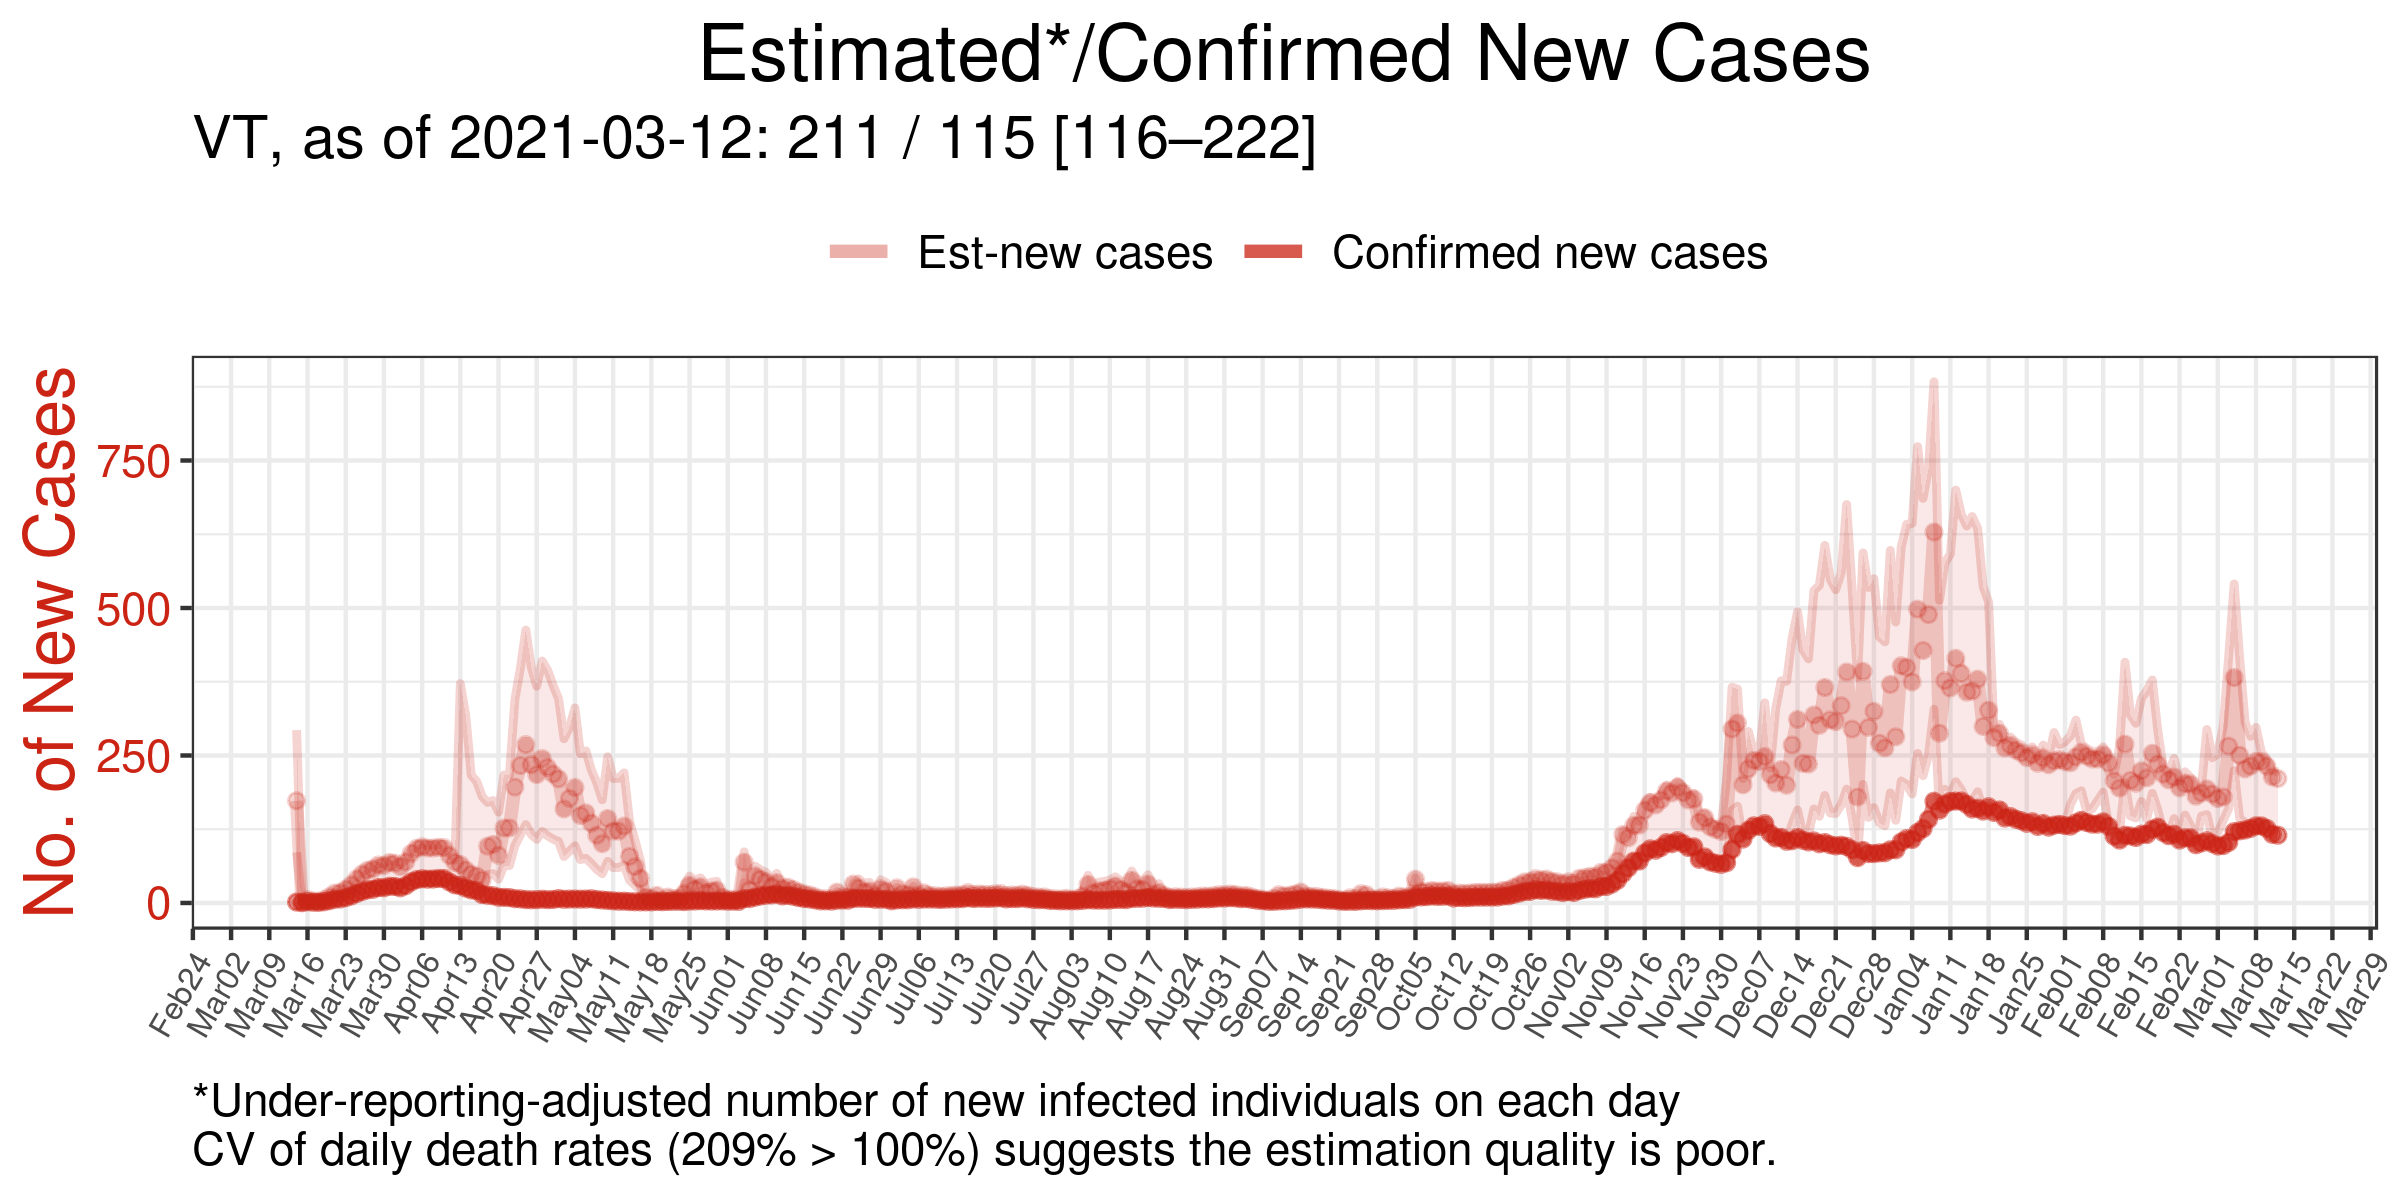 Estimated*/Confirmed New Cases
VT, as of 2021-03-12: 211 / 115 [116–222]
Est-new cases
Confirmed new cases
No. of New Cases
750
500
250
0
Feb24
Mar02
Mar09
Mar16
Mar23
Mar30
Apr06
Apr13
Apr20
Apr27
May04
May11
May18
May25
Jun01
Jun08
Jun15
Jun22
Jun29
Jul06
Jul13
Jul20
Jul27
Aug03
Aug10
Aug17
Aug24
Aug31
Sep07
Sep14
Sep21
Sep28
Oct05
Oct12
Oct19
Oct26
Nov02
Nov09
Nov16
Nov23
Nov30
Dec07
Dec14
Dec21
Dec28
Jan04
Jan11
Jan18
Jan25
Feb01
Feb08
Feb15
Feb22
Mar01
Mar08
Mar15
Mar22
Mar29
*Under-reporting-adjusted number of new infected individuals on each day
CV of daily death rates (209% > 100%) suggests the estimation quality is poor.